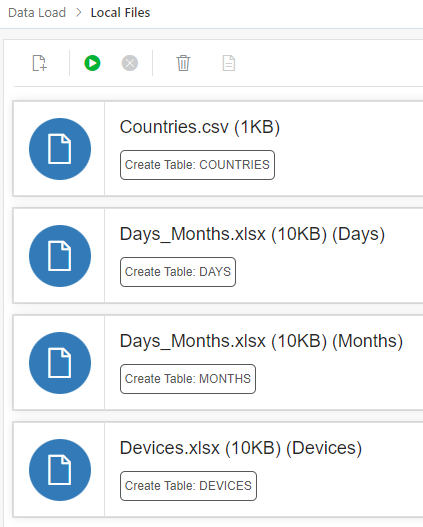 Data Load > Local Files
Countries.csv (1KB)
Create Table: COUNTRIES
Days_Months.xlsx (10KB) (Days)
Create Table: DAYS
Days_Months.xlsx (10KB) (Months)
Create Table: MONTHS
Devices.xlsx (10KB) (Devices)
Create Table: DEVICES